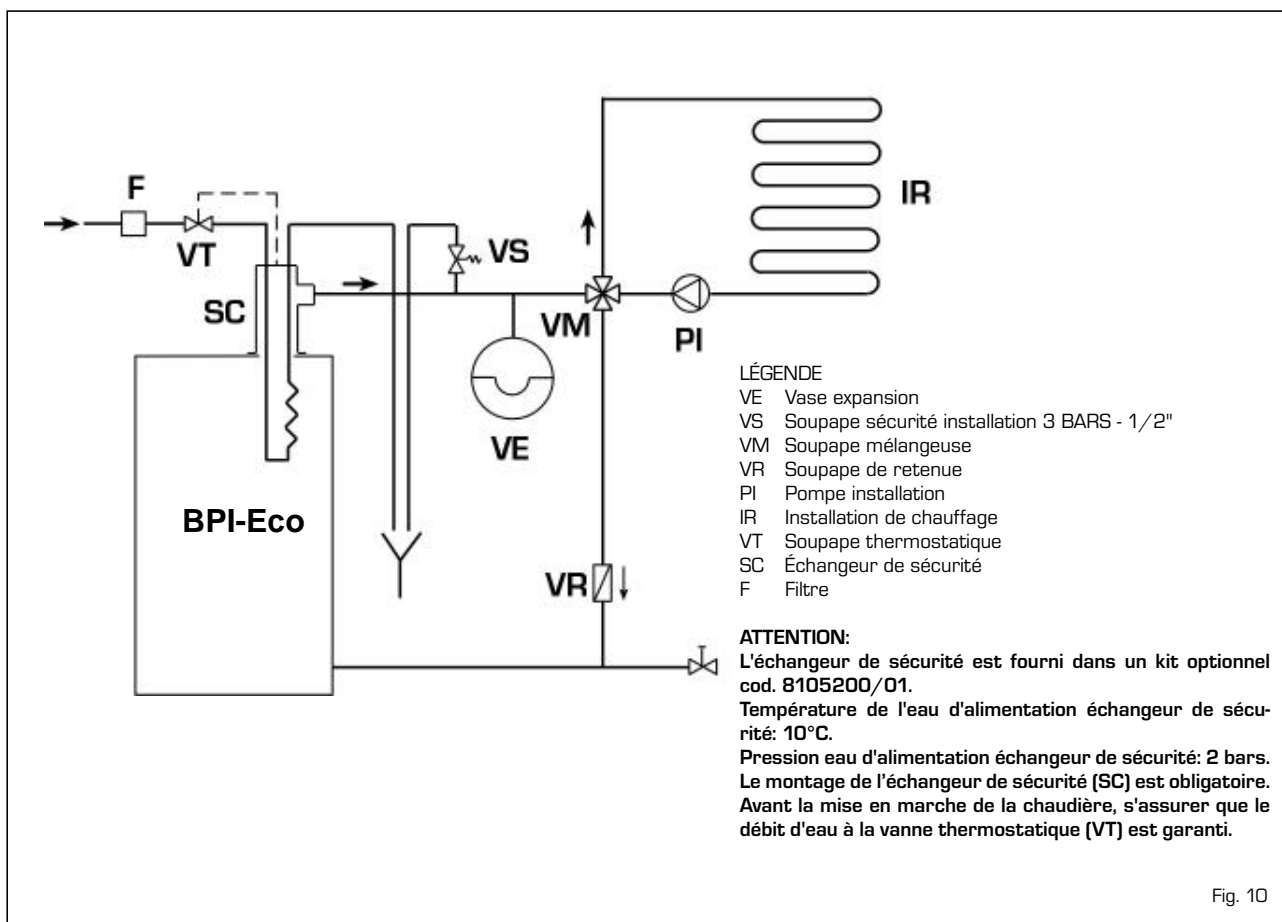 F
VT
SC
VS
VM
PI
IR
VE
BPI-Eco
VR
LÉGENDE
VE Vase expansion
VS Soupape sécurité installation 3 BARS - 1/2"
VM Soupape mélangeuse
VR Soupape de retenue
PI Pompe installation
IR Installation de chauffage
VT Soupape thermostatique
SC Échangeur de sécurité
F Filtre
ATTENTION:
L'échangeur de sécurité est fourni dans un kit optionnel
cod. 8105200/01.
Température de l'eau d'alimentation échangeur de sécu-
rité: 10°C.
Pression eau d'alimentation échangeur de sécurité: 2 bars.
Le montage de l'échangeur de sécurité (SC) est obligatoire.
Avant la mise en marche de la chaudière, s'assurer que le
débit d'eau à la vanne thermostatique (VT) est garanti.
Fig. 10